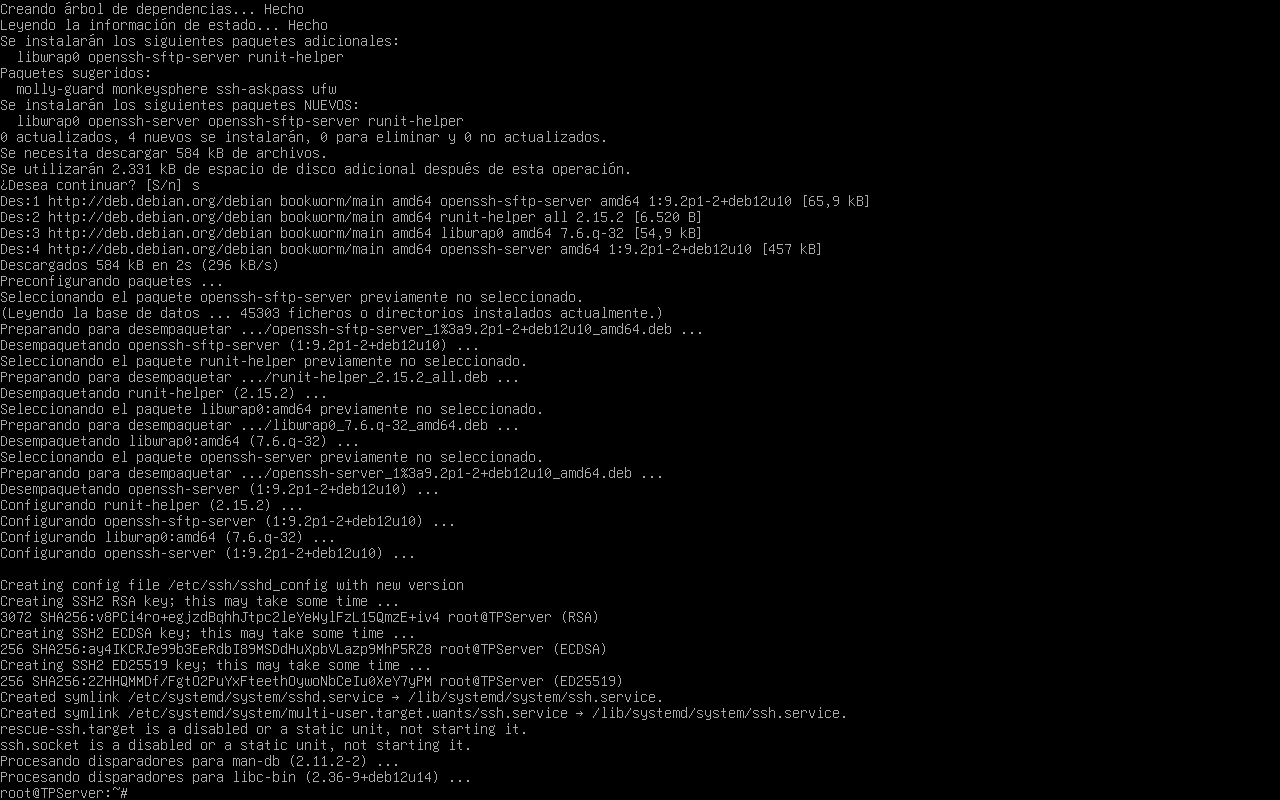 Creando árbol de dependencias... Hecho
Leyendo la información de estado... Hecho
Se instalarán los siguientes paquetes adicionales:
  libwrap0 openssh-sftp-server runit-helper
Paquetes sugeridos:
  molly-guard monkeysphere ssh-askpass ufw
Se instalarán los siguientes paquetes NUEVOS:
  libwrap0 openssh-server openssh-sftp-server runit-helper
0 actualizados, 4 nuevos se instalarán, 0 para eliminar y 0 no actualizados.
Se necesita descargar 584 kB de archivos.
Se utilizarán 2.331 kB de espacio de disco adicional después de esta operación.
¿Desea continuar? [S/n] s
Des:1 http://deb.debian.org/debian bookworm/main amd64 openssh-sftp-server amd64 1:9.2p1-2+deb12u10 [65,9 kB]
Des:2 http://deb.debian.org/debian bookworm/main amd64 runit-helper all 2.15.2 [6.520 B]
Des:3 http://deb.debian.org/debian bookworm/main amd64 libwrap0 amd64 7.6.q-32 [54,9 kB]
Des:4 http://deb.debian.org/debian bookworm/main amd64 openssh-server amd64 1:9.2p1-2+deb12u10 [457 kB]
Descargados 584 kB en 2s (296 kB/s)
Preconfigurando paquetes ...
Seleccionando el paquete openssh-sftp-server previamente no seleccionado.
(Leyendo la base de datos ... 45303 ficheros o directorios instalados actualmente.)
Preparando para desempaquetar .../openssh-sftp-server_1%3a9.2p1-2+deb12u10_amd64.deb ...
Desempaquetando openssh-sftp-server (1:9.2p1-2+deb12u10) ...
Seleccionando el paquete runit-helper previamente no seleccionado.
Preparando para desempaquetar .../runit-helper_2.15.2_all.deb ...
Desempaquetando runit-helper (2.15.2) ...
Seleccionando el paquete libwrap0:amd64 previamente no seleccionado.
Preparando para desempaquetar .../libwrap0_7.6.q-32_amd64.deb ...
Desempaquetando libwrap0:amd64 (7.6.q-32) ...
Seleccionando el paquete openssh-server previamente no seleccionado.
Preparando para desempaquetar .../openssh-server_1%3a9.2p1-2+deb12u10_amd64.deb ...
Desempaquetando openssh-server (1:9.2p1-2+deb12u10) ...
Configurando runit-helper (2.15.2) ...
Configurando openssh-sftp-server (1:9.2p1-2+deb12u10) ...
Configurando libwrap0:amd64 (7.6.q-32) ...
Configurando openssh-server (1:9.2p1-2+deb12u10) ...

Creating config file /etc/ssh/sshd_config with new version
Creating SSH2 RSA key; this may take some time ...
3072 SHA256:v8PCi4ro+egjzdBqhhJtpc2leYeWylFzL15QmzE+iv4 root@TPServer (RSA)
Creating SSH2 ECDSA key; this may take some time ...
256 SHA256:ay4IKCRJe99b3EeRdbI89MSDdHuXpbVLazp9MhP5RZ8 root@TPServer (ECDSA)
Creating SSH2 ED25519 key; this may take some time ...
256 SHA256:2ZHHQMMDf/FgtO2PuYxFteethOywoNbCeIu0XeY7yPM root@TPServer (ED25519)
Created symlink /etc/systemd/system/sshd.service → /lib/systemd/system/ssh.service.
Created symlink /etc/systemd/system/multi-user.target.wants/ssh.service → /lib/systemd/system/ssh.service.
rescue-ssh.target is a disabled or a static unit, not starting it.
ssh.socket is a disabled or a static unit, not starting it.
Procesando disparadores para man-db (2.11.2-2) ...
Procesando disparadores para libc-bin (2.36-9+deb12u14) ...
root@TPServer:~#